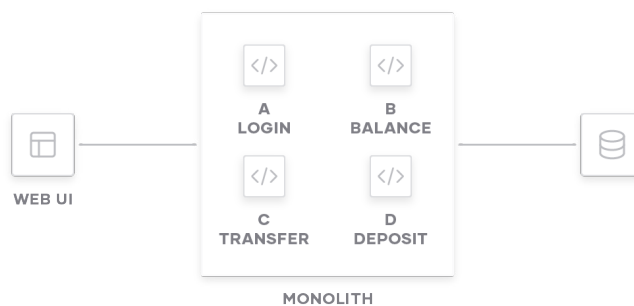 A
LOGIN
B
BALANCE
C
TRANSFER
D
DEPOSIT
WEB UI
MONOLITH